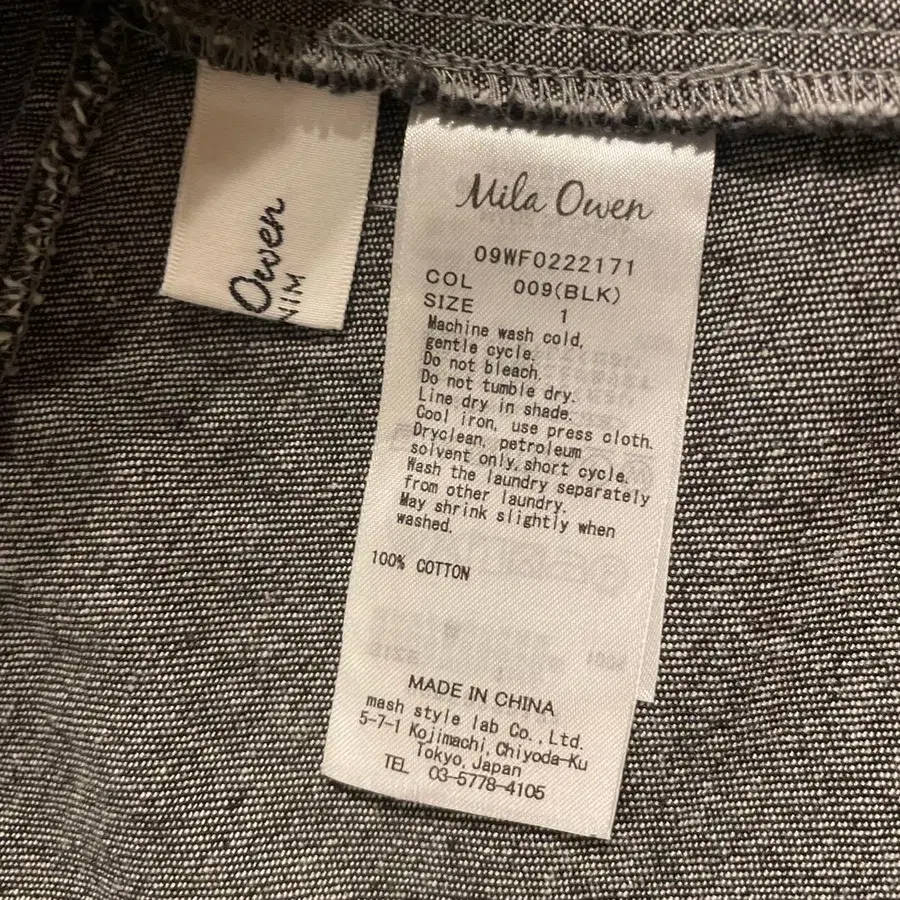 Owen
NIM
Mila Owen
09WF0222171
COL 009(BLK)
SIZE 1
Machine wash cold,
gentle cycle.
Do not bleach.
Do not tumble dry.
Line dry in shade.
Cool iron, use press cloth.
Dryclean, petroleum
solvent only, short cycle.
Wash the laundry separately
from other laundry.
May shrink slightly when
washed.
100% COTTON
MADE IN CHINA
mash style lab Co., Ltd.
5-7-1 Kojimachi, Chiyoda-Ku
Tokyo, Japan
TEL 03-5778-4105